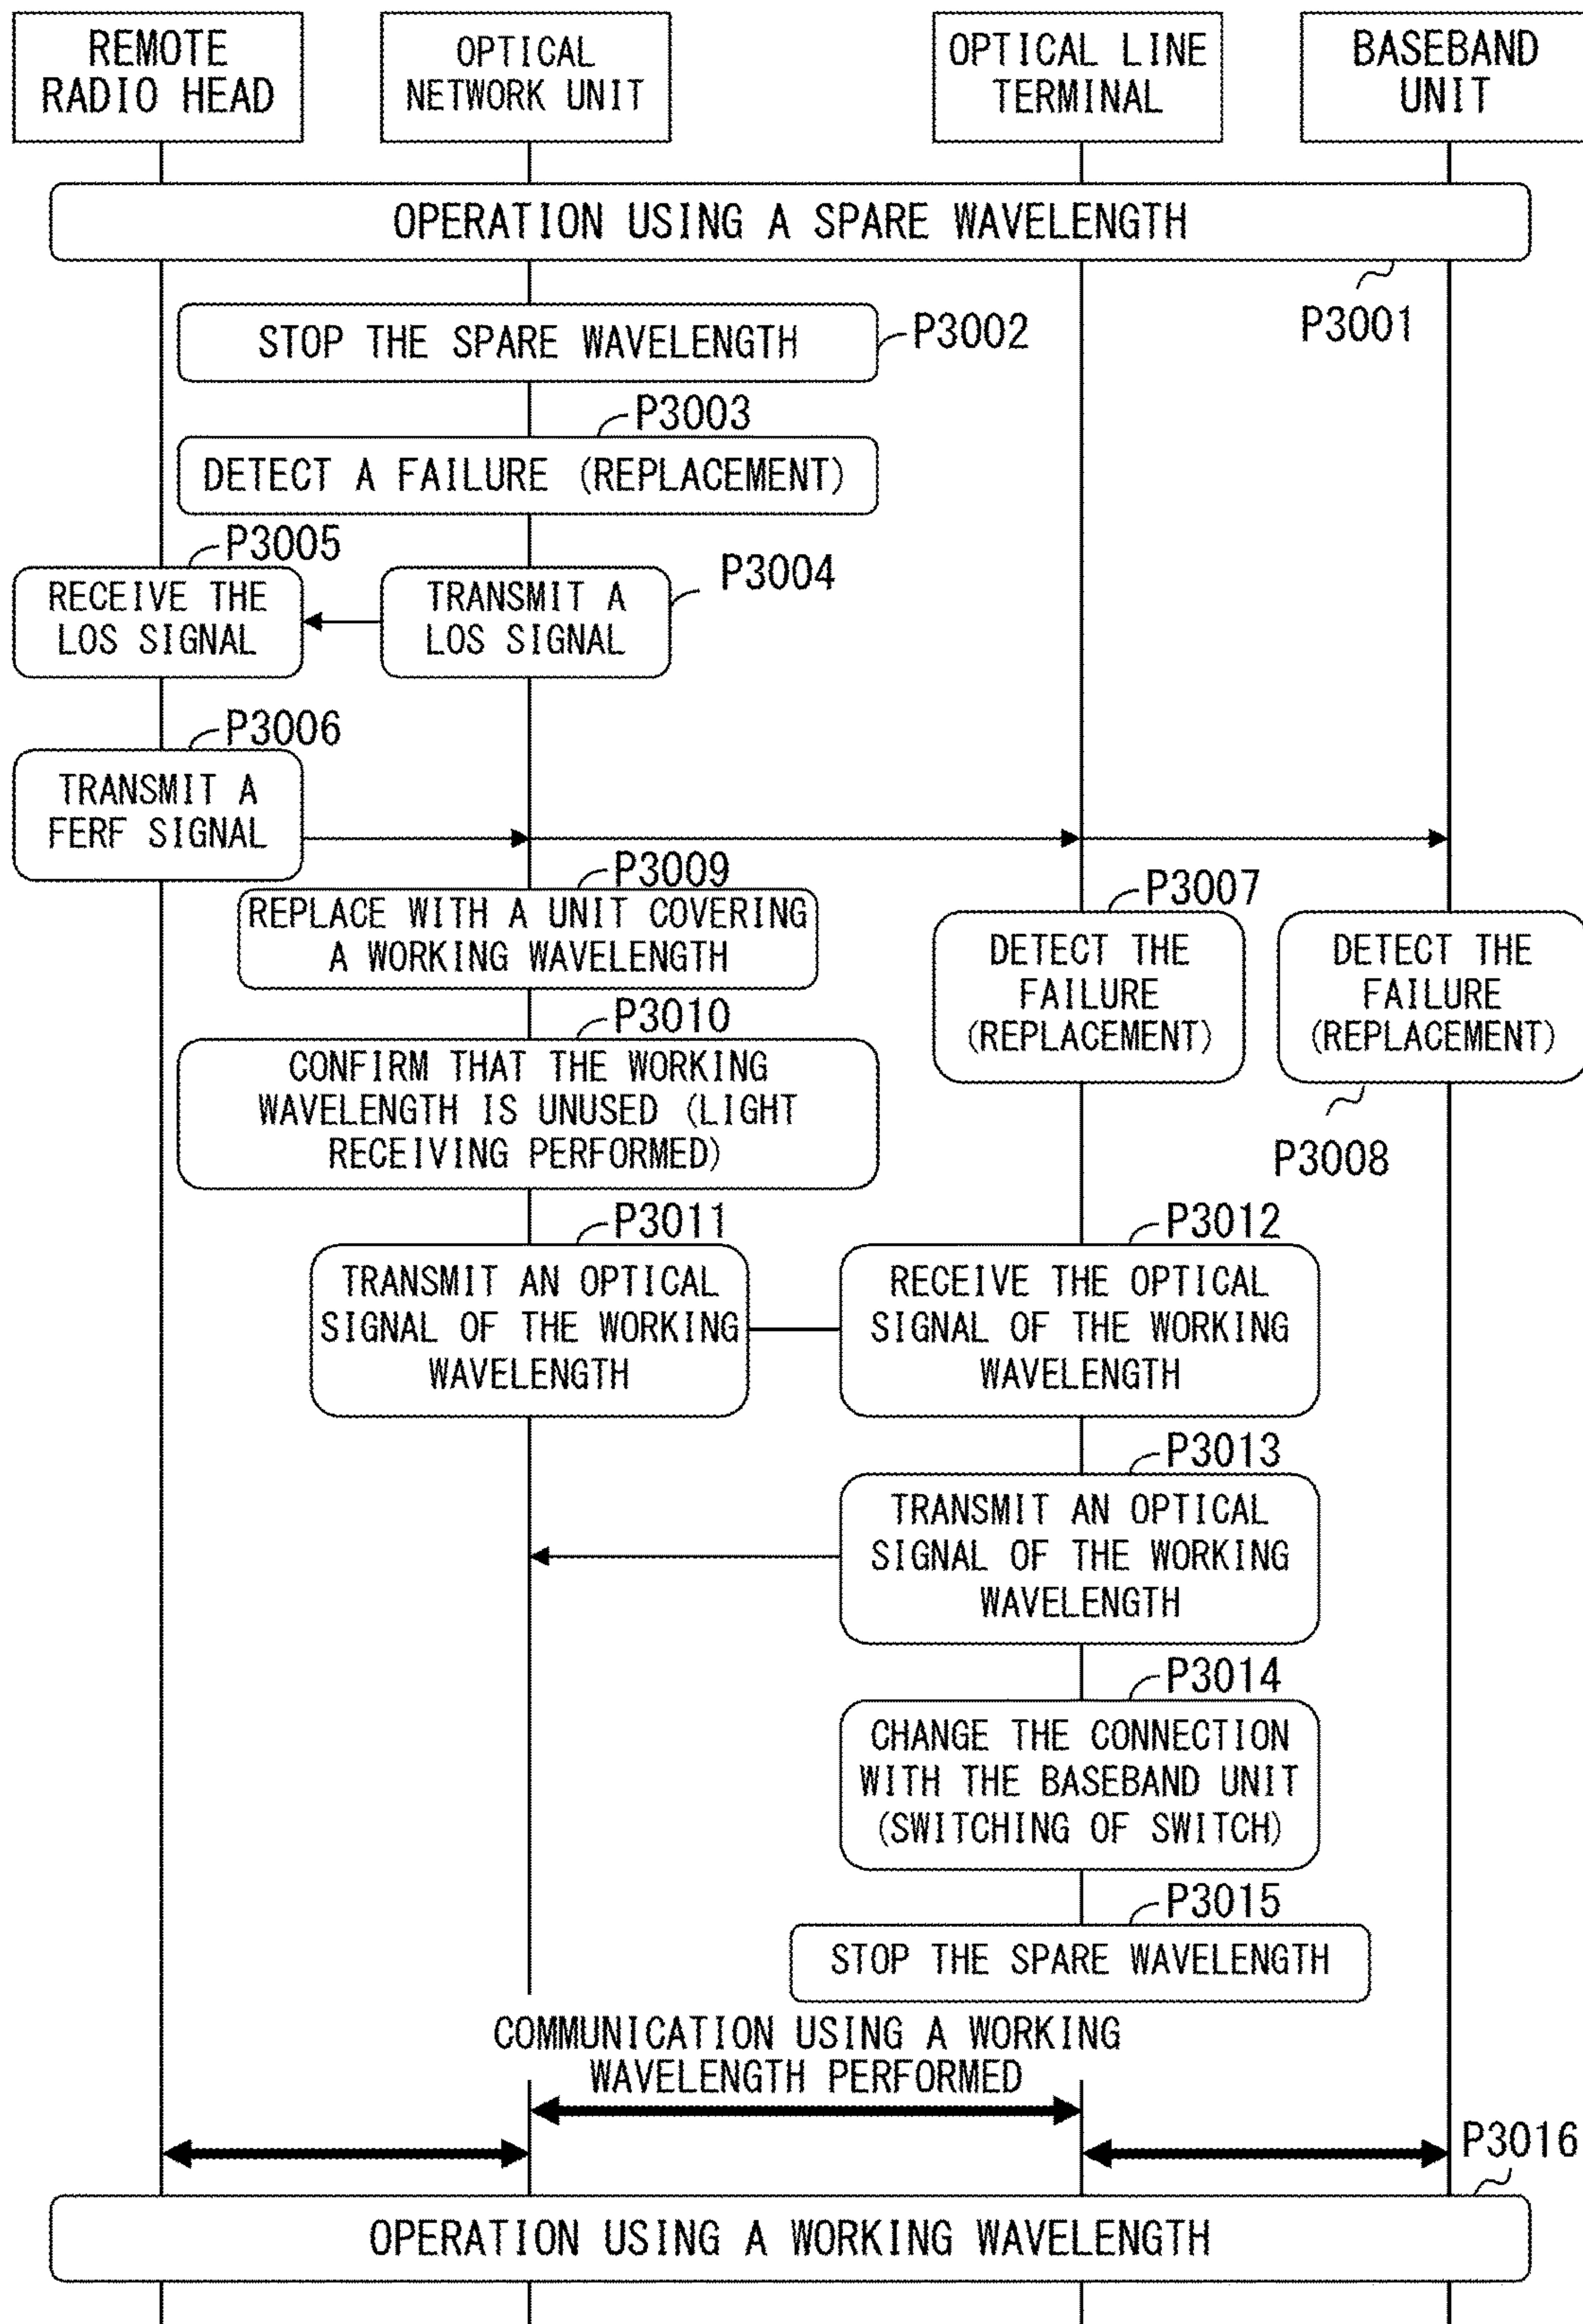 REMOTE
RADIO HEAD
OPTICAL
NETWORK UNIT
OPTICAL LINE
TERMINAL
BASEBAND
UNIT
OPERATION USING A SPARE WAVELENGTH
P3001
STOP THE SPARE WAVELENGTH
P3002
P3003
DETECT A FAILURE (REPLACEMENT)
P3005
RECEIVE THE
LOS SIGNAL
P3004
TRANSMIT A
LOS SIGNAL
P3006
TRANSMIT A
FERF SIGNAL
P3009
REPLACE WITH A UNIT COVERING
A WORKING WAVELENGTH
P3007
DETECT THE
FAILURE
(REPLACEMENT)
DETECT THE
FAILURE
(REPLACEMENT)
P3008
P3010
CONFIRM THAT THE WORKING
WAVELENGTH IS UNUSED (LIGHT
RECEIVING PERFORMED)
P3011
TRANSMIT AN OPTICAL
SIGNAL OF THE WORKING
WAVELENGTH
P3012
RECEIVE THE OPTICAL
SIGNAL OF THE WORKING
WAVELENGTH
P3013
TRANSMIT AN OPTICAL
SIGNAL OF THE WORKING
WAVELENGTH
P3014
CHANGE THE CONNECTION
WITH THE BASEBAND UNIT
(SWITCHING OF SWITCH)
P3015
STOP THE SPARE WAVELENGTH
COMMUNICATION USING A WORKING
WAVELENGTH PERFORMED
P3016
OPERATION USING A WORKING WAVELENGTH